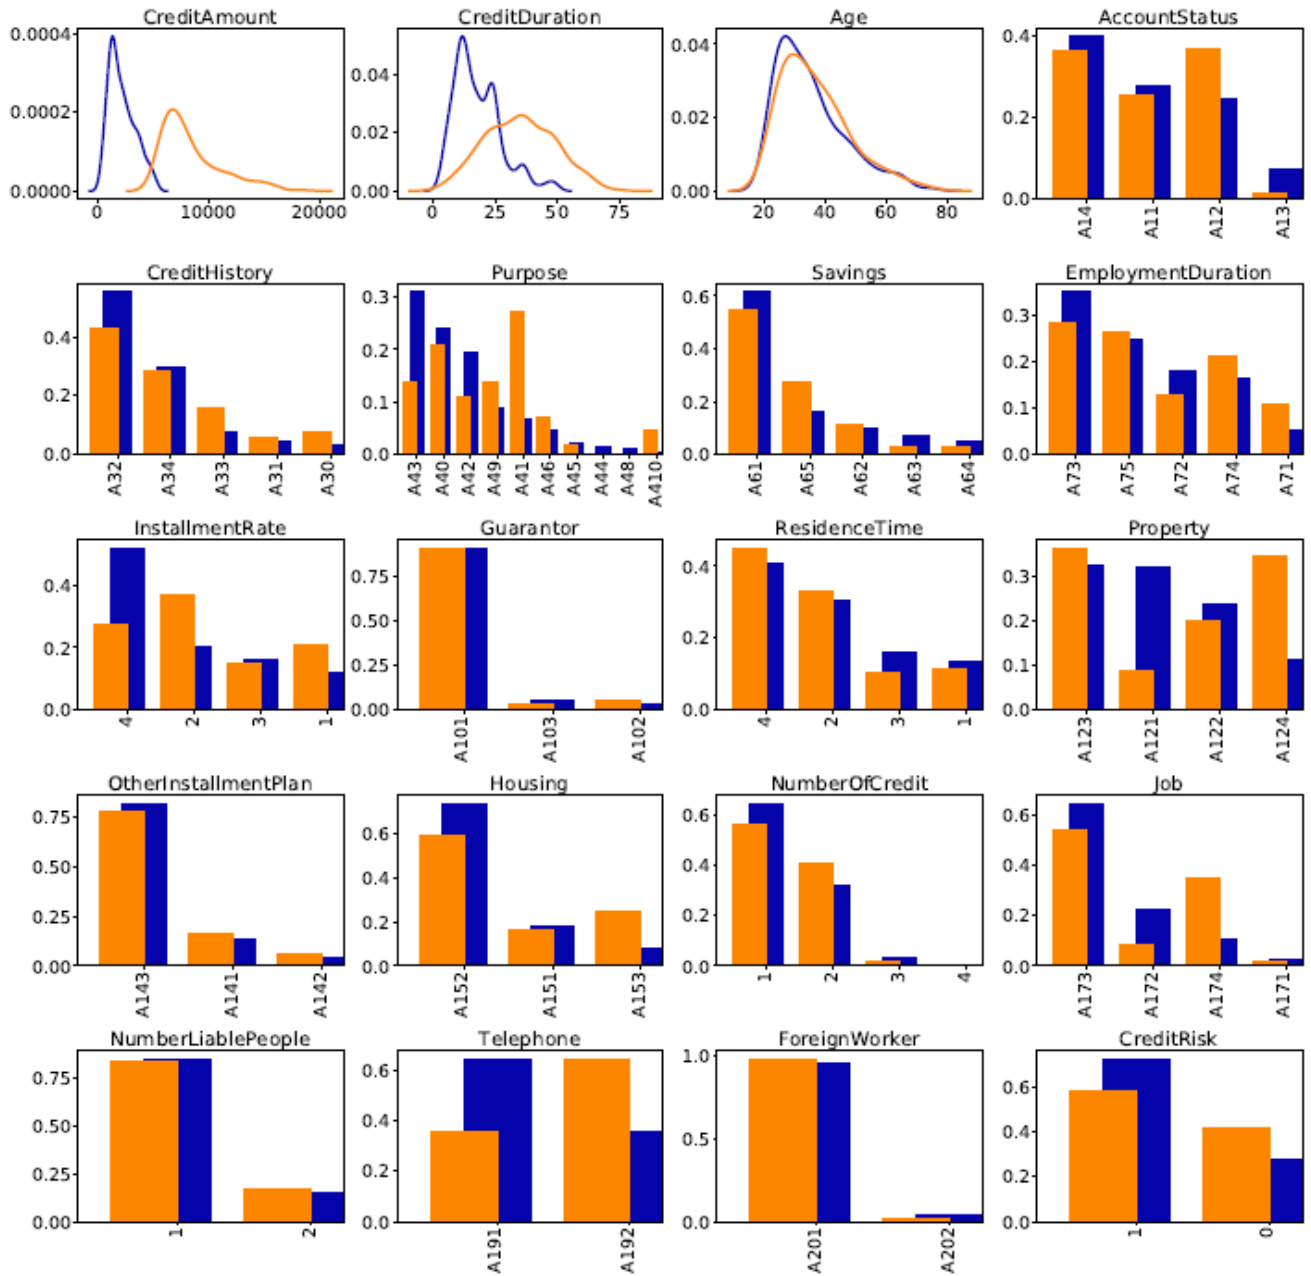 CreditAmount
0.0004
0.0002
0.0000
0 10000 20000
CreditDuration
0.04
0.02
0.00
0 25 50 75
Age
0.04
0.02
0.00
20 40 60 80
AccountStatus
0.4
0.2
0.0
A14 A11 A12 A13
CreditHistory
0.4
0.2
0.0
A32 A34 A33 A31 A30
Purpose
0.3
0.2
0.1
0.0
A43 A40 A42 A49 A41 A46 A45 A44 A48 A410
Savings
0.6
0.4
0.2
0.0
A61 A65 A62 A63 A64
EmploymentDuration
0.3
0.2
0.1
0.0
A73 A75 A72 A74 A71
InstallmentRate
0.4
0.2
0.0
4 2 3 1
Guarantor
0.75
0.50
0.25
0.00
A101 A103 A102
ResidenceTime
0.4
0.2
0.0
4 2 3 1
Property
0.3
0.2
0.1
0.0
A123 A121 A122 A124
OtherInstallmentPlan
0.75
0.50
0.25
0.00
A143 A141 A142
Housing
0.6
0.4
0.2
0.0
A152 A151 A153
NumberOfCredit
0.6
0.4
0.2
0.0
1 2 3 4
Job
0.6
0.4
0.2
0.0
A173 A172 A174 A171
NumberLiablePeople
0.75
0.50
0.25
0.00
1 2
Telephone
0.6
0.4
0.2
0.0
A191 A192
ForeignWorker
1.0
0.5
0.0
A201 A202
CreditRisk
0.6
0.4
0.2
0.0
1 0